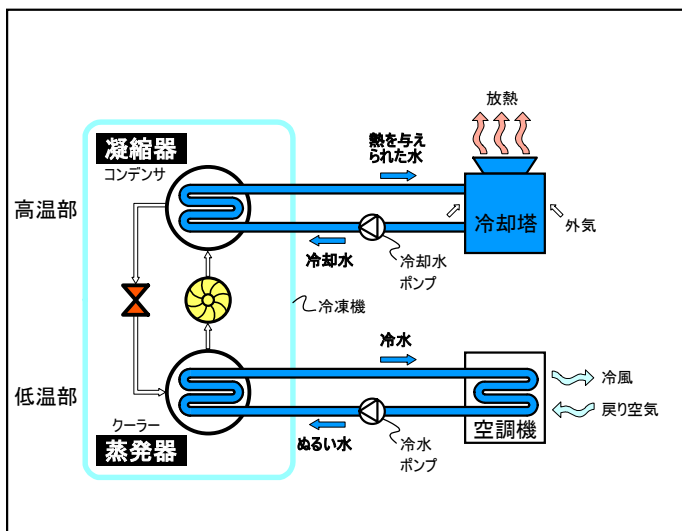 放熱
凝縮器
コンデンサ
熱を与え
られた水
高温部
冷却塔
外気
冷却水
冷却水
ポンプ
冷凍機
冷水
低温部
冷風
戻り空気
クーラー
蒸発器
ぬるい水
冷水
ポンプ
空調機